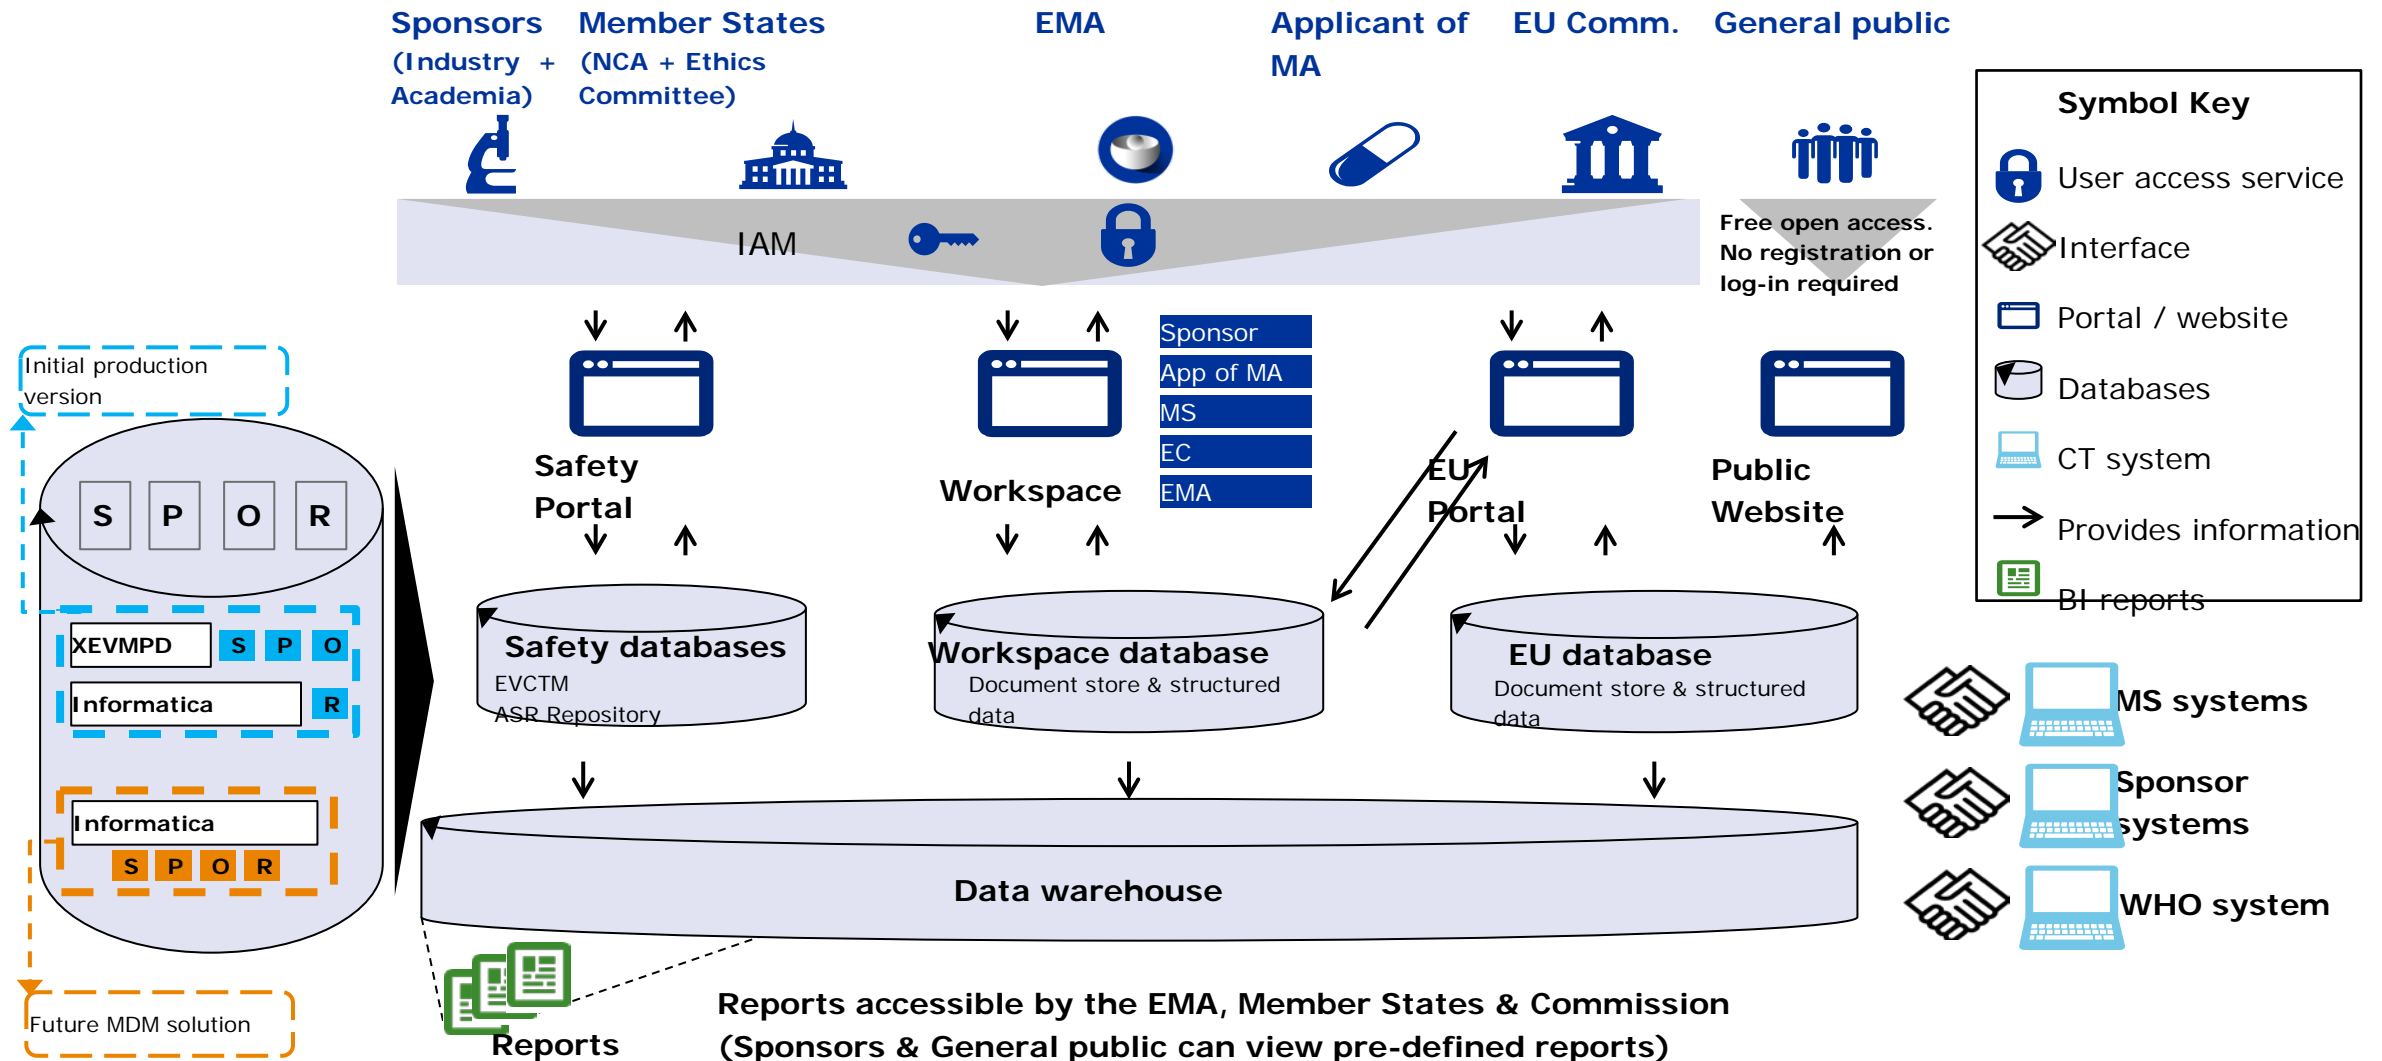 Sponsors
(Industry +
Academia)
Member States
(NCA + Ethics
Committee)
EMA
Applicant of
MA
EU Comm.
General public
IAM
Free open access.
No registration or
log-in required
Symbol Key
User access service
Interface
Portal / website
Databases
CT system
Provides information
BI reports
Initial production
version
S P O R
XEVMPD S P O
Informatica R
Informatica
S P O R
Future MDM solution
Safety
Portal
Workspace
Sponsor
App of MA
MS
EC
EMA
EU
Portal
Public
Website
Safety databases
EVCTM
ASR Repository
Workspace database
Document store & structured
data
EU database
Document store & structured
data
MS systems
Sponsor
systems
WHO system
Data warehouse
Reports
Reports accessible by the EMA, Member States & Commission
(Sponsors & General public can view pre-defined reports)